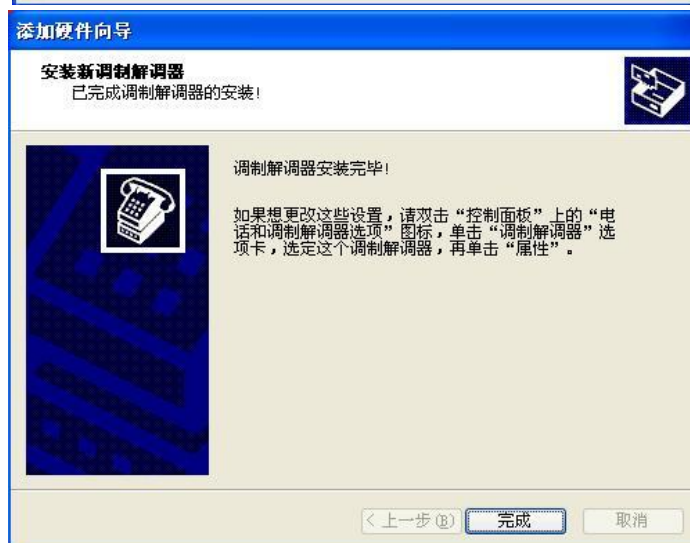 添加硬件向导
安装新调制解调器
已完成调制解调器的安装!
调制解调器安装完毕!
如果想更改这些设置，请双击“控制面板”上的“电
话和调制解调器选项”图标，单击“调制解调器”选
项卡，选定这个调制解调器，再单击“属性”。
< 上一步(B) 完成 取消